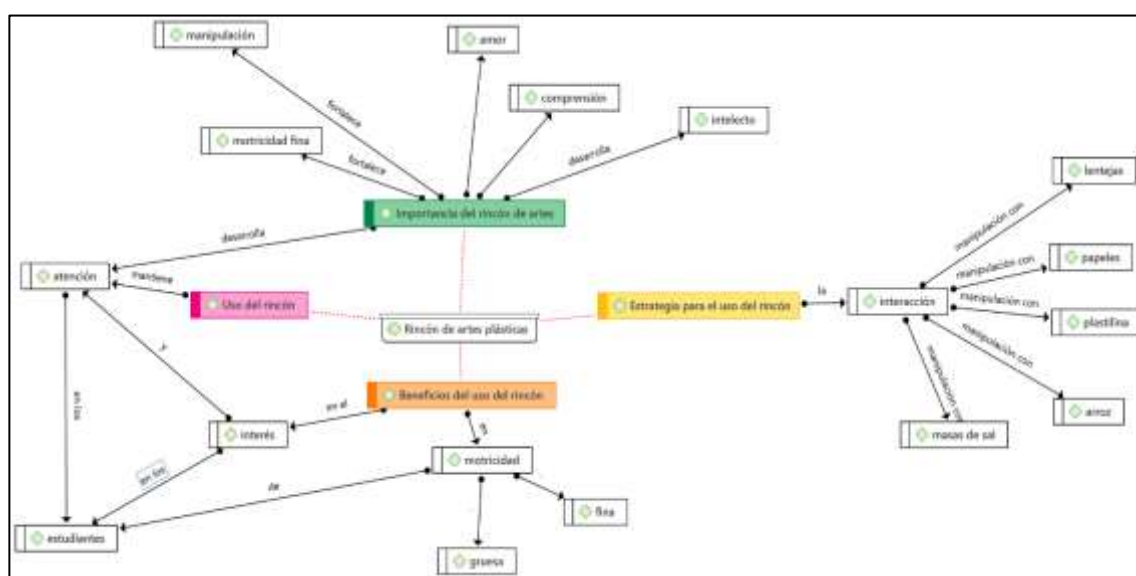 manipulación
amor
comprensión
intelecto
motricidad fina
fortalece
fortalece
desarrolla
Importancia del rincón de artes
desarrolla
lentejas
manipulación con
papeles
manipulación con
atención
mantiene
Uso del rincón
Estrategia para el uso del rincón
la
interacción
manipulación con
plastilina
Rincón de artes plásticas
manipulación con
y
en los
manipulación con
Beneficios del uso del rincón
en el
arroz
interés
masas de sal
motricidad
en los
de
fina
estudiantes
gruesa